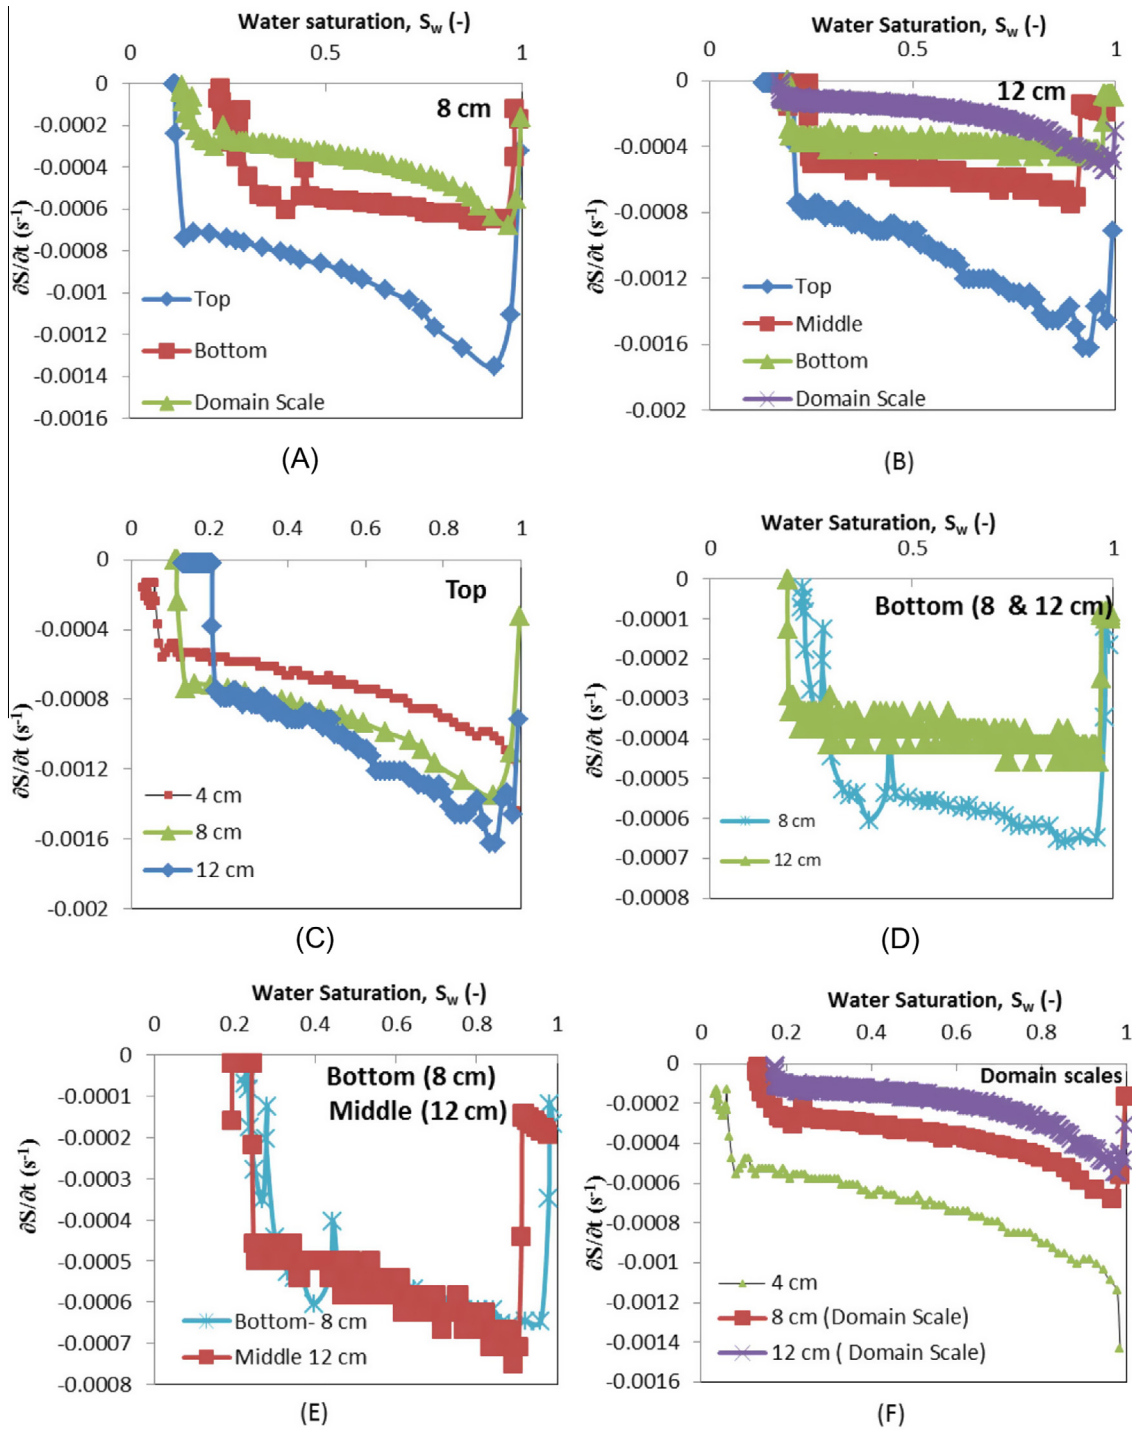 Water saturation, Sw (-)
0 0.5 1
0
-0.0002
-0.0004
-0.0006
-0.0008
-0.001
-0.0012
-0.0014
-0.0016
∂S/∂t (s-1)
8 cm
Top
Bottom
Domain Scale
(A)
Water Saturation, Sw (-)
0 0.5 1
0
-0.0004
-0.0008
-0.0012
-0.0016
-0.002
∂S/∂t (s-1)
12 cm
Top
Middle
Bottom
Domain Scale
(B)
0 0.2 0.4 0.6 0.8 1
0
-0.0004
-0.0008
-0.0012
-0.0016
-0.002
∂S/∂t (s-1)
Top
4 cm
8 cm
12 cm
(C)
Water Saturation, Sw (-)
0 0.5 1
0
-0.0001
-0.0002
-0.0003
-0.0004
-0.0005
-0.0006
-0.0007
-0.0008
∂S/∂t (s-1)
Bottom (8 & 12 cm)
8 cm
12 cm
(D)
Water Saturation, Sw (-)
0 0.2 0.4 0.6 0.8 1
0
-0.0001
-0.0002
-0.0003
-0.0004
-0.0005
-0.0006
-0.0007
-0.0008
∂S/∂t (s-1)
Bottom (8 cm)
Middle (12 cm)
Bottom- 8 cm
Middle 12 cm
(E)
Water Saturation, Sw (-)
0 0.2 0.4 0.6 0.8 1
0
-0.0002
-0.0004
-0.0006
-0.0008
-0.001
-0.0012
-0.0014
-0.0016
∂S/∂t (s-1)
Domain scales
4 cm
8 cm (Domain Scale)
12 cm ( Domain Scale)
(F)